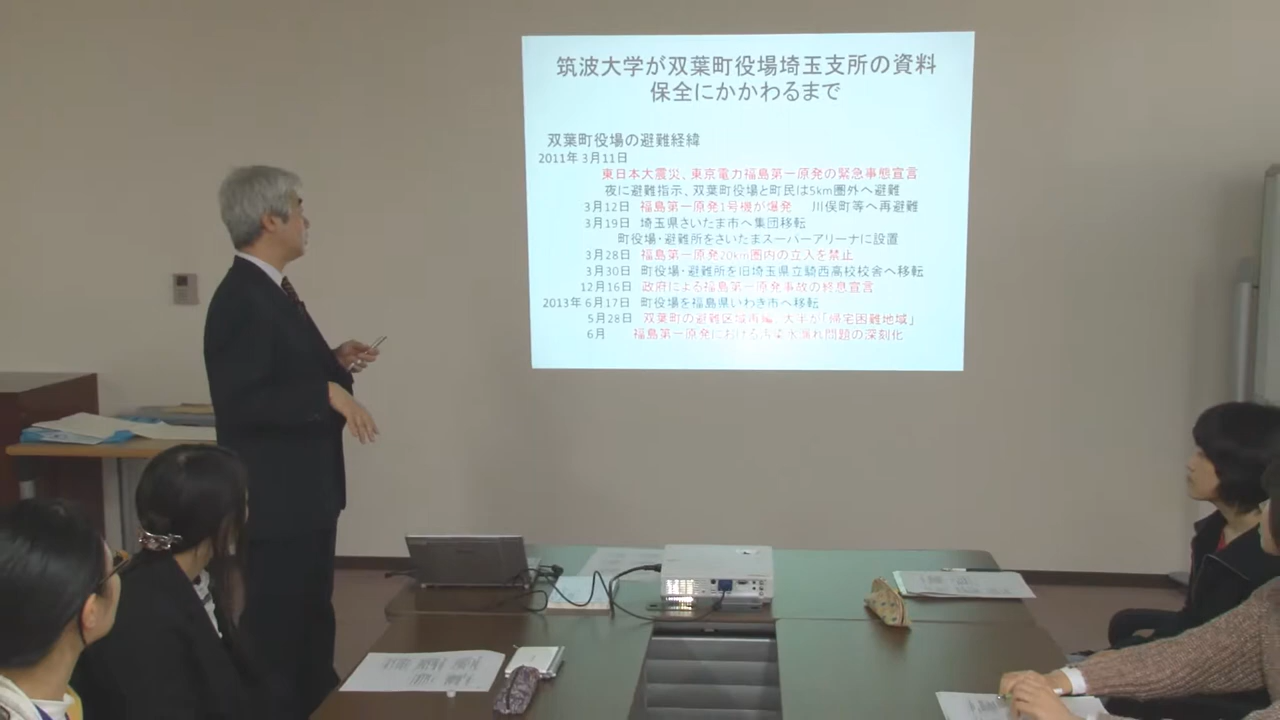 筑波大学が双葉町役場埼玉支所の資料
保全にかかわるまで
双葉町役場の避難経緯
2011年 3月11日
東日本大震災、東京電力福島第一原発の緊急事態宣言
夜に避難指示、双葉町役場と町民は5km圏外へ避難
3月12日 福島第一原発1号機が爆発 川俣町等へ再避難
3月19日 埼玉県さいたま市へ集団移転
町役場・避難所をさいたまスーパーアリーナに設置
3月28日 福島第一原発20km圏内の立入を禁止
3月30日 町役場・避難所を旧埼玉県立騎西高校校舎へ移転
12月16日 政府による福島第一原発事故の終息宣言
2013年 6月17日 町役場を福島県いわき市へ移転
5月28日 双葉町の避難区域再編、大半が「帰宅困難地域」
6月 福島第一原発における汚染水漏れ問題の深刻化